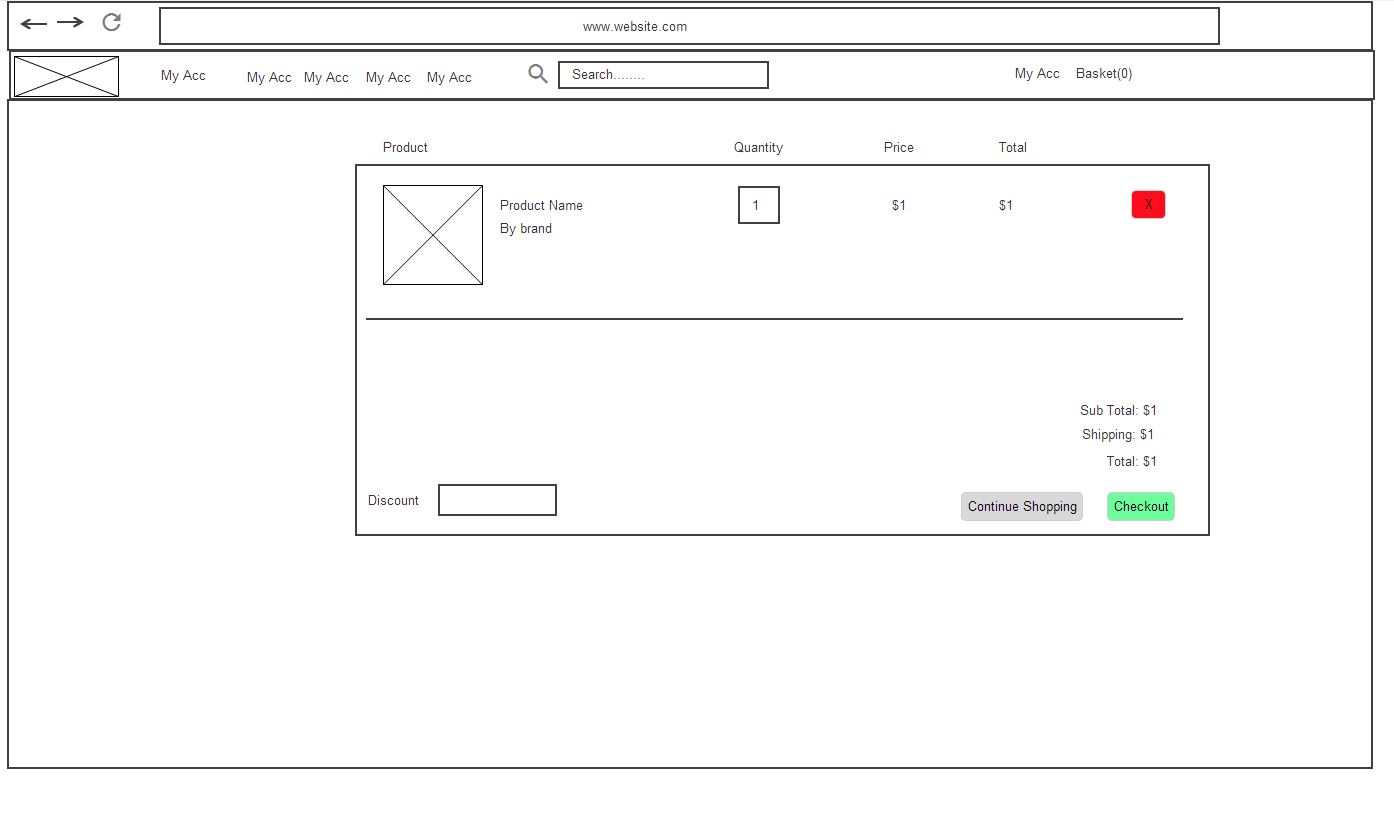 www.website.com
My Acc My Acc My Acc My Acc My Acc Search........ My Acc Basket(0)
Product Quantity Price Total
Product Name 1 $1 $1 X
By brand
Sub Total: $1
Shipping: $1
Total: $1
Discount Continue Shopping Checkout